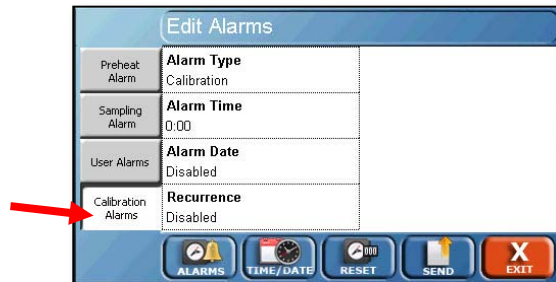 Edit Alarms
Preheat
Alarm
Alarm Type
Calibration
Sampling
Alarm
Alarm Time
0:00
User Alarms
Alarm Date
Disabled
Calibration
Alarms
Recurrence
Disabled
ALARMS
TIME/DATE
RESET
SEND
X
EXIT